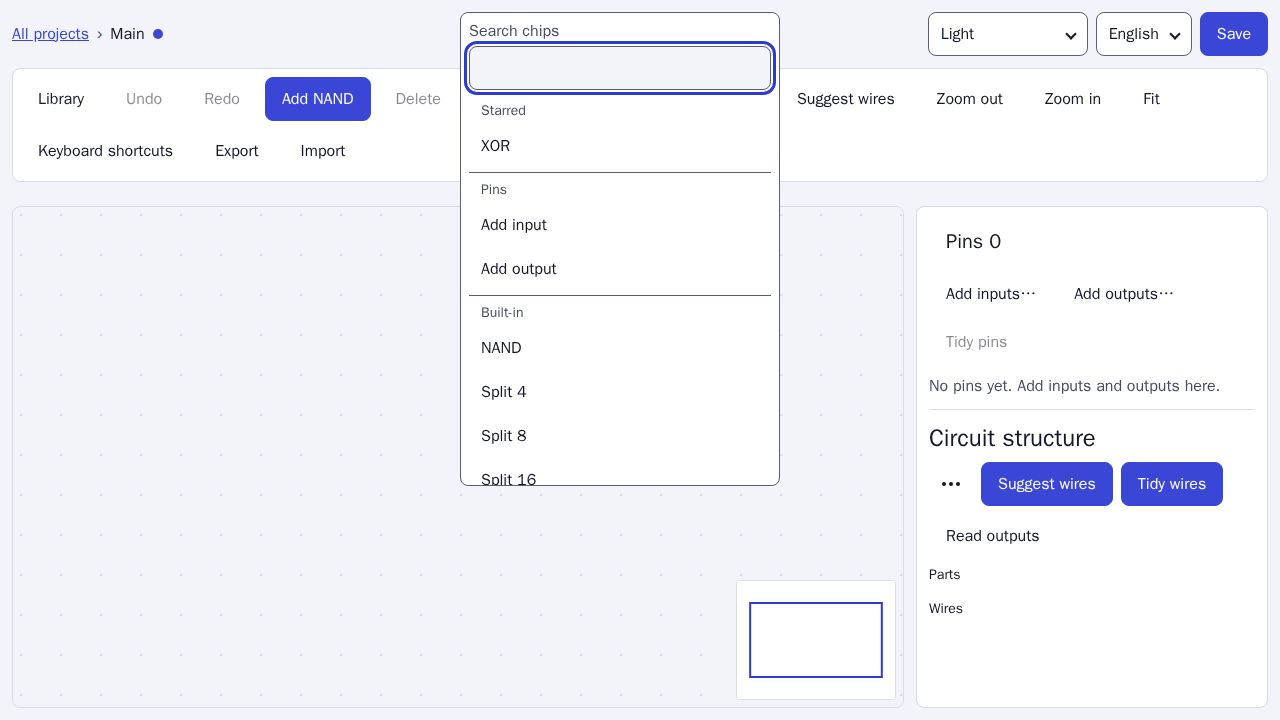 All projects › Main
Light
English
Save
Search chips
Starred
XOR
Pins
Add input
Add output
Built-in
NAND
Split 4
Split 8
Split 16
Library
Undo
Redo
Add NAND
Delete
Suggest wires
Zoom out
Zoom in
Fit
Keyboard shortcuts
Export
Import
Pins 0
Add inputs⋯
Add outputs⋯
Tidy pins
No pins yet. Add inputs and outputs here.
Circuit structure
Suggest wires
Tidy wires
Read outputs
Parts
Wires